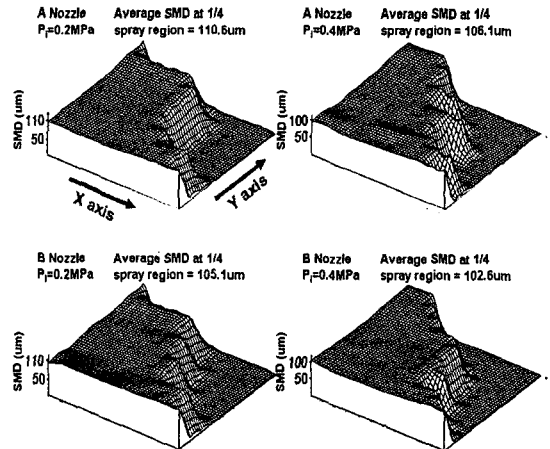 A Nozzle Average SMD at 1/4
Pi=0.2MPa spray region = 110.6um
SMD (um)
110
50
X axis
Y axis
A Nozzle Average SMD at 1/4
Pi=0.4MPa spray region = 106.1um
SMD (um)
100
50
B Nozzle Average SMD at 1/4
Pi=0.2MPa spray region = 105.1um
SMD (um)
110
50
B Nozzle Average SMD at 1/4
Pi=0.4MPa spray region = 102.6um
SMD (um)
100
50